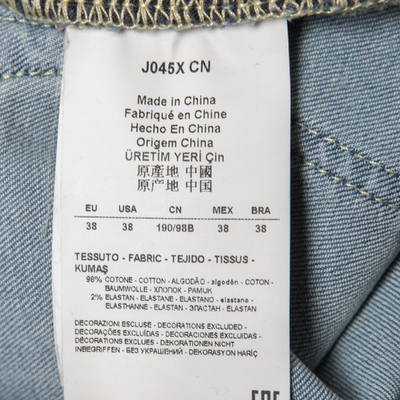 J045X CN
Made in China
Fabriqué en Chine
Hecho En China
Origem China
ÜRETİM YERİ Çin
原產地 中國
原产地 中国
EU USA CN MEX BRA
38 38 190/98B 38 38
TESSUTO - FABRIC - TEJIDO - TISSUS -
KUMAŞ
98% COTONE - COTTON - ALGODÃO - algodón - COTON -
BAUMWOLLE - ХЛОПОК - PAMUK
2% ELASTAN - ELASTANE - ELASTANO - elastano -
ELASTHANNE - ELASTHAN - ЭЛАСТАН - ELASTAN
DECORAZIONI ESCLUSE - DECORATIONS EXCLUDED -
DECORAÇÕES EXCLUÍDAS - DECORACIONES EXCLUIDAS -
DÉCORATIONS EXCLUES - DEKORATIONEN NICHT
INBEGRIFFEN - БЕЗ УКРАШЕНИЙ - DEKORASYON HARİÇ